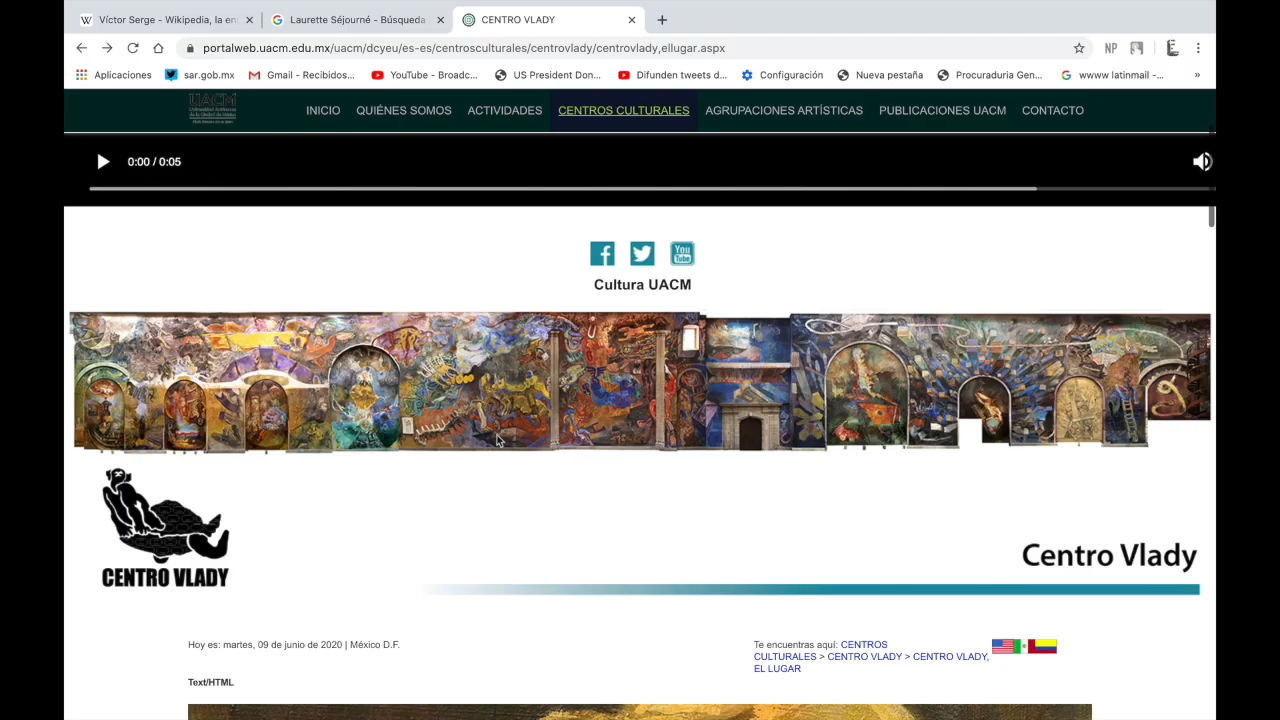 Víctor Serge - Wikipedia, la en
Laurette Séjourné - Búsqueda
CENTRO VLADY
portalweb.uacm.edu.mx/uacm/dcyeu/es-es/centrosculturales/centrovlady/centrovlady,ellugar.aspx
NP
Aplicaciones
sar.gob.mx
Gmail - Recibidos...
YouTube - Broadc...
US President Don...
Difunden tweets d...
Configuración
Nueva pestaña
Procuraduria Gen...
wwww latinmail -...
»
UACM
INICIO
QUIÉNES SOMOS
ACTIVIDADES
CENTROS CULTURALES
AGRUPACIONES ARTÍSTICAS
PUBLICACIONES UACM
CONTACTO
0:00 / 0:05
You
Tube
Cultura UACM
CENTRO VLADY
Centro Vlady
Hoy es: martes, 09 de junio de 2020 | México D.F.
Te encuentras aquí: CENTROS
CULTURALES > CENTRO VLADY > CENTRO VLADY,
EL LUGAR
Text/HTML